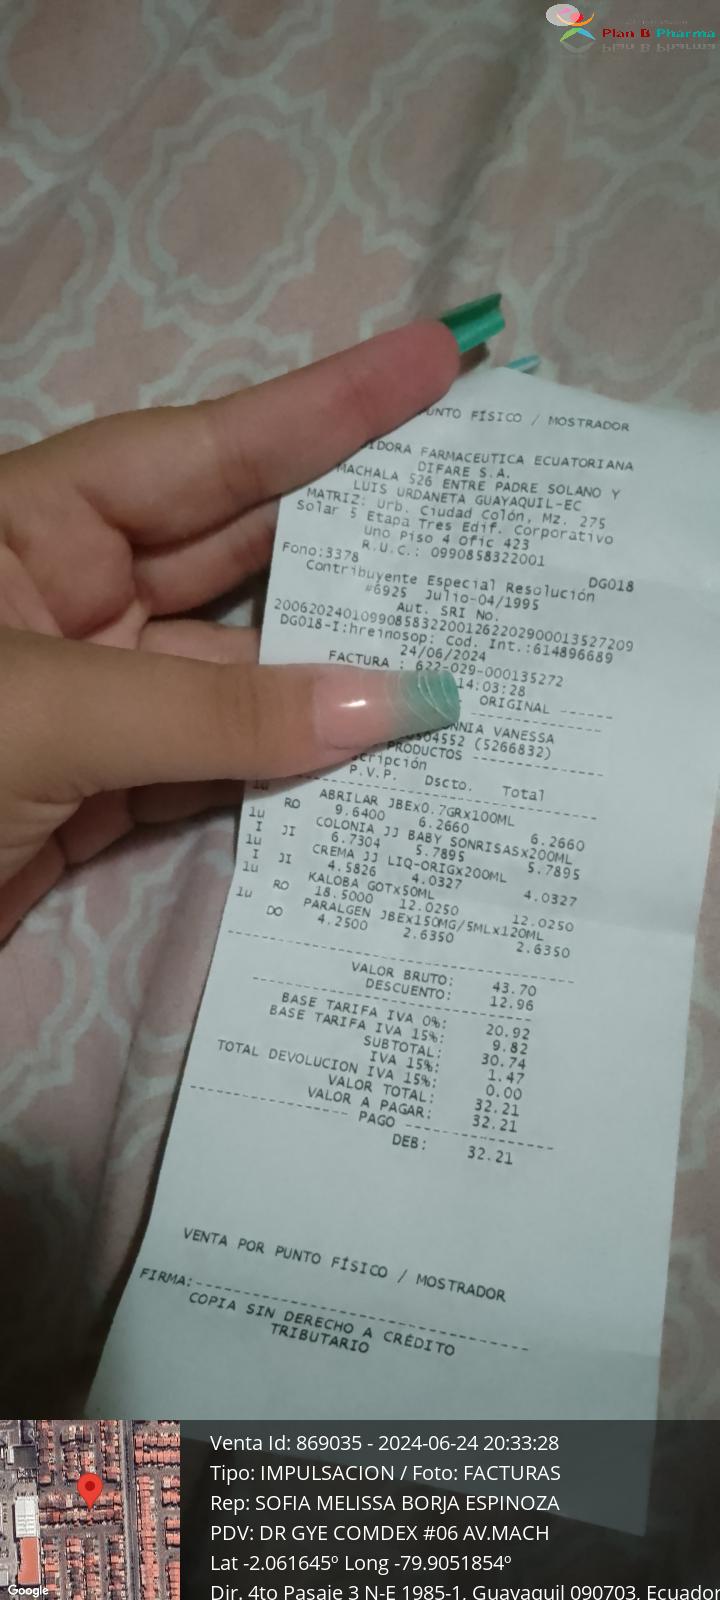 Plan B Pharma
PUNTO FÍSICO / MOSTRADOR
IDORA FARMACEUTICA ECUATORIANA
DIFARE S.A.
MACHALA 526 ENTRE PADRE SOLANO Y
LUIS URDANETA GUAYAQUIL-EC
MATRIZ: Urb. Ciudad Colón, Mz. 275
Solar 5 Etapa Tres Edif. Corporativo
Uno Piso 4 Ofic 423
R.U.C.: 0990858322001
Fono:3378 DG018
Contribuyente Especial Resolución
#6925 Julio-04/1995
Aut. SRI No.
20062024010990858322001262202900013527209
DG018-I:hreinosop: Cod. Int.:614896689
24/06/2024
FACTURA : 622-029-000135272
14:03:28
ORIGINAL ------
NNIA VANESSA
504552 (5266832)
PRODUCTOS
cripción
P.V.P. Dscto. Total
1u ABRILAR JBEx0.7GRx100ML
RO 9.6400 6.2660 6.2660
1u COLONIA JJ BABY SONRISASx200ML
I JI 6.7304 5.7895 5.7895
1u CREMA JJ LIQ-ORIGx200ML
I JI 4.5826 4.0327 4.0327
1u KALOBA GOTx50ML
RO 18.5000 12.0250 12.0250
1u PARALGEN JBEx150MG/5MLx120ML
DO 4.2500 2.6350 2.6350
VALOR BRUTO: 43.70
DESCUENTO: 12.96
BASE TARIFA IVA 0%: 20.92
BASE TARIFA IVA 15%: 9.82
SUBTOTAL: 30.74
IVA 15%: 1.47
TOTAL DEVOLUCION IVA 15%: 0.00
VALOR TOTAL: 32.21
VALOR A PAGAR: 32.21
PAGO
DEB: 32.21
VENTA POR PUNTO FÍSICO / MOSTRADOR
FIRMA:
COPIA SIN DERECHO A CRÉDITO
TRIBUTARIO
Venta Id: 869035 - 2024-06-24 20:33:28
Tipo: IMPULSACION / Foto: FACTURAS
Rep: SOFIA MELISSA BORJA ESPINOZA
PDV: DR GYE COMDEX #06 AV.MACH
Lat -2.061645º Long -79.9051854º
Dir. 4to Pasaje 3 N-E 1985-1, Guayaquil 090703, Ecuador
Google